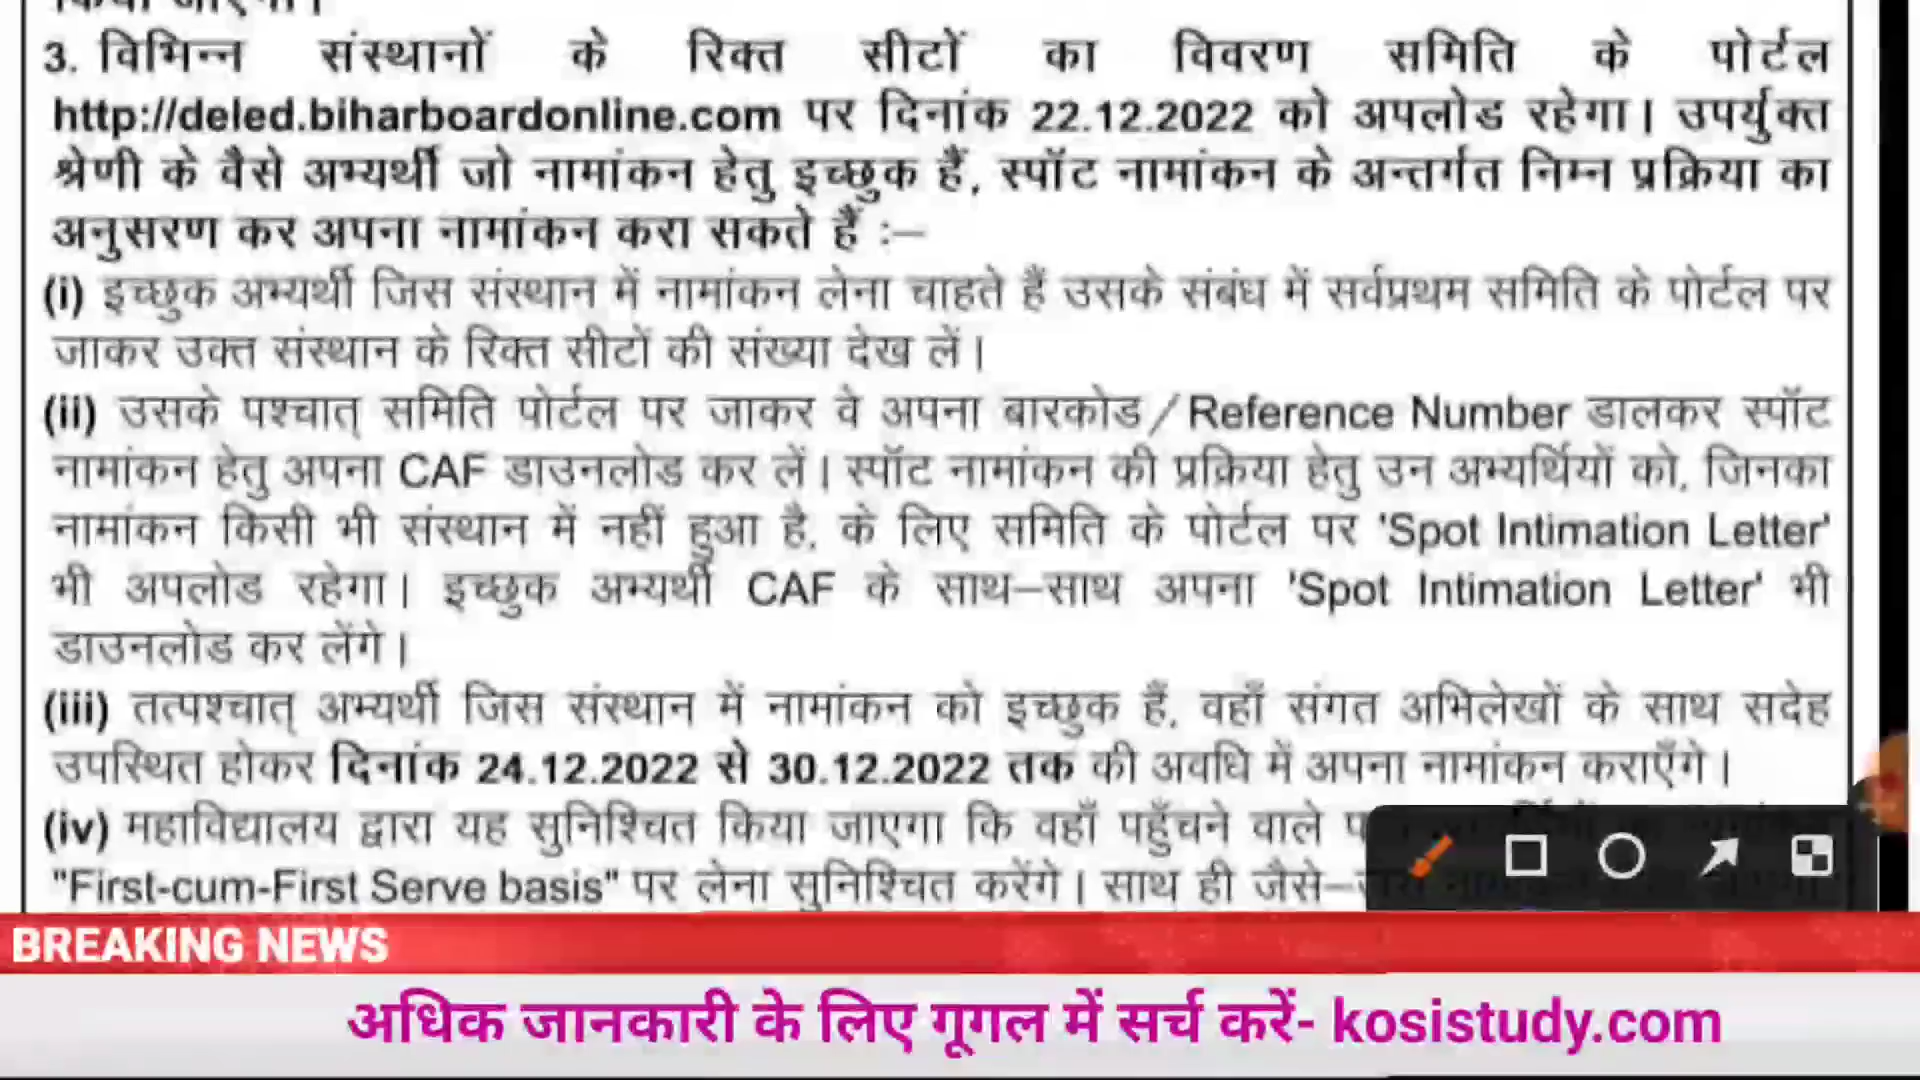 3. विभिन्न संस्थानों के रिक्त सीटों का विवरण समिति के पोर्टल
http://deled.biharboardonline.com पर दिनांक 22.12.2022 को अपलोड रहेगा। उपर्युक्त
श्रेणी के वैसे अभ्यर्थी जो नामांकन हेतु इच्छुक हैं, स्पॉट नामांकन के अन्तर्गत निम्न प्रक्रिया का
अनुसरण कर अपना नामांकन करा सकते हैं :–
(i) इच्छुक अभ्यर्थी जिस संस्थान में नामांकन लेना चाहते हैं उसके संबंध में सर्वप्रथम समिति के पोर्टल पर
जाकर उक्त संस्थान के रिक्त सीटों की संख्या देख लें।
(ii) उसके पश्चात् समिति पोर्टल पर जाकर वे अपना बारकोड/Reference Number डालकर स्पॉट
नामांकन हेतु अपना CAF डाउनलोड कर लें। स्पॉट नामांकन की प्रक्रिया हेतु उन अभ्यर्थियों को, जिनका
नामांकन किसी भी संस्थान में नहीं हुआ है, के लिए समिति के पोर्टल पर 'Spot Intimation Letter'
भी अपलोड रहेगा। इच्छुक अभ्यर्थी CAF के साथ–साथ अपना 'Spot Intimation Letter' भी
डाउनलोड कर लेंगे।
(iii) तत्पश्चात् अभ्यर्थी जिस संस्थान में नामांकन को इच्छुक हैं, वहाँ संगत अभिलेखों के साथ सदेह
उपस्थित होकर दिनांक 24.12.2022 से 30.12.2022 तक की अवधि में अपना नामांकन कराएँगे।
(iv) महाविद्यालय द्वारा यह सुनिश्चित किया जाएगा कि वहाँ पहुँचने वाले
"First-cum-First Serve basis" पर लेना सुनिश्चित करेंगे। साथ ही जैसे–
BREAKING NEWS
अधिक जानकारी के लिए गूगल में सर्च करें- kosistudy.com